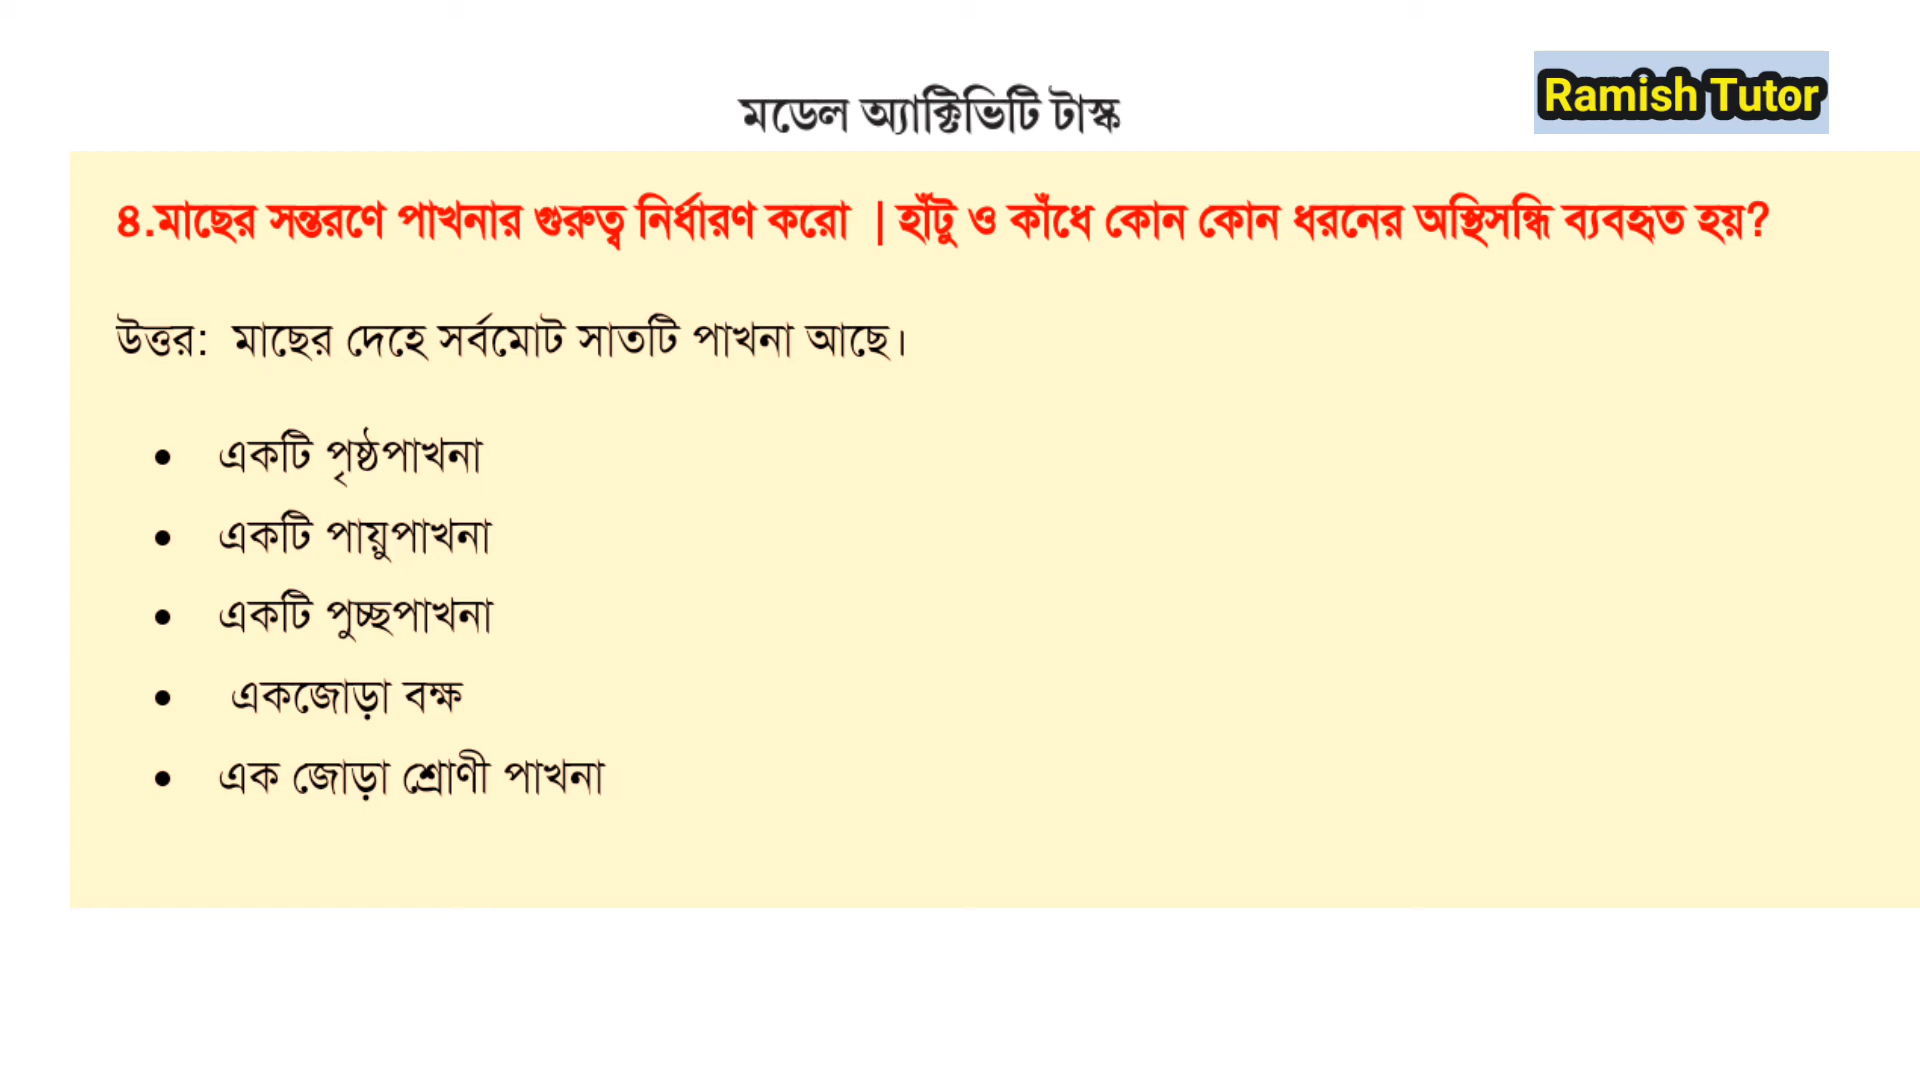 Ramish Tutor
মডেল অ্যাক্টিভিটি টাস্ক
৪.মাছের সন্তরণে পাখনার গুরুত্ব নির্ধারণ করো | হাঁটু ও কাঁধে কোন কোন ধরনের অস্থিসন্ধি ব্যবহৃত হয়?
উত্তর: মাছের দেহে সর্বমোট সাতটি পাখনা আছে।
• একটি পৃষ্ঠপাখনা
• একটি পায়ুপাখনা
• একটি পুচ্ছপাখনা
• একজোড়া বক্ষ
• এক জোড়া শ্রোণী পাখনা